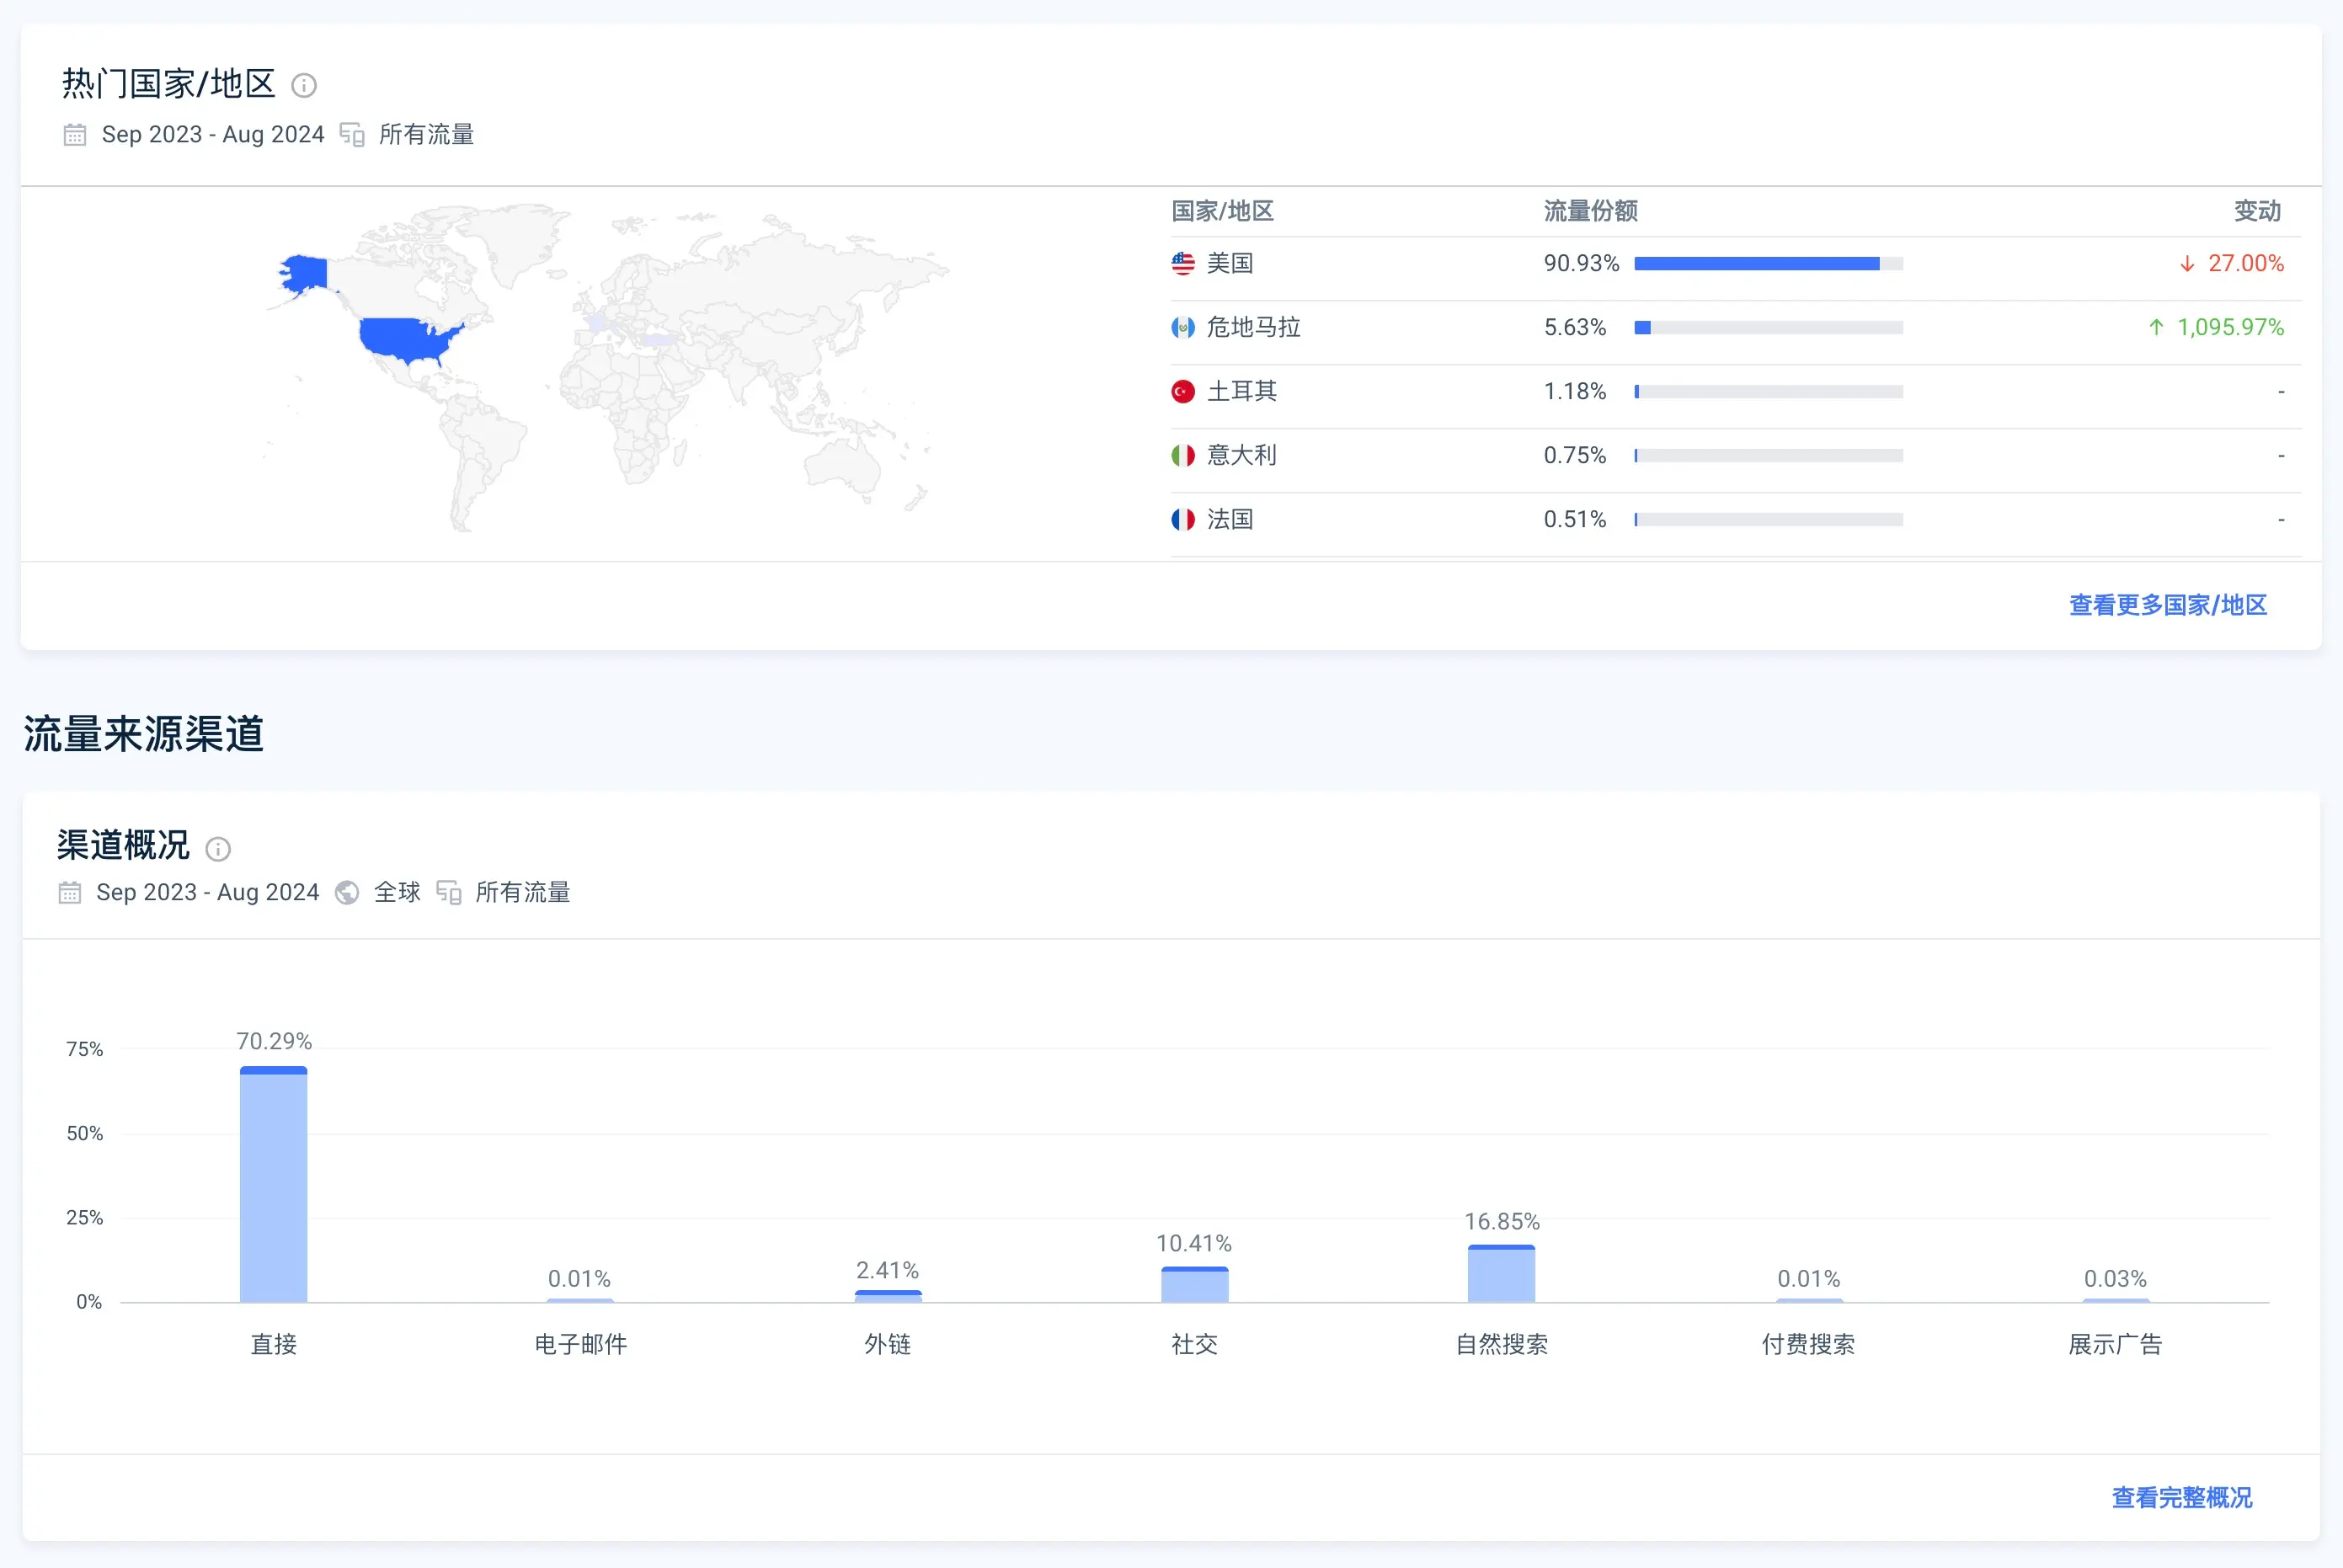 热门国家/地区
Sep 2023 - Aug 2024 所有流量
国家/地区 流量份额 变动
美国 90.93% ↓ 27.00%
危地马拉 5.63% ↑ 1,095.97%
土耳其 1.18% -
意大利 0.75% -
法国 0.51% -
查看更多国家/地区
流量来源渠道
渠道概况
Sep 2023 - Aug 2024 全球 所有流量
75%
50%
25%
0%
70.29% 0.01% 2.41% 10.41% 16.85% 0.01% 0.03%
直接 电子邮件 外链 社交 自然搜索 付费搜索 展示广告
查看完整概况